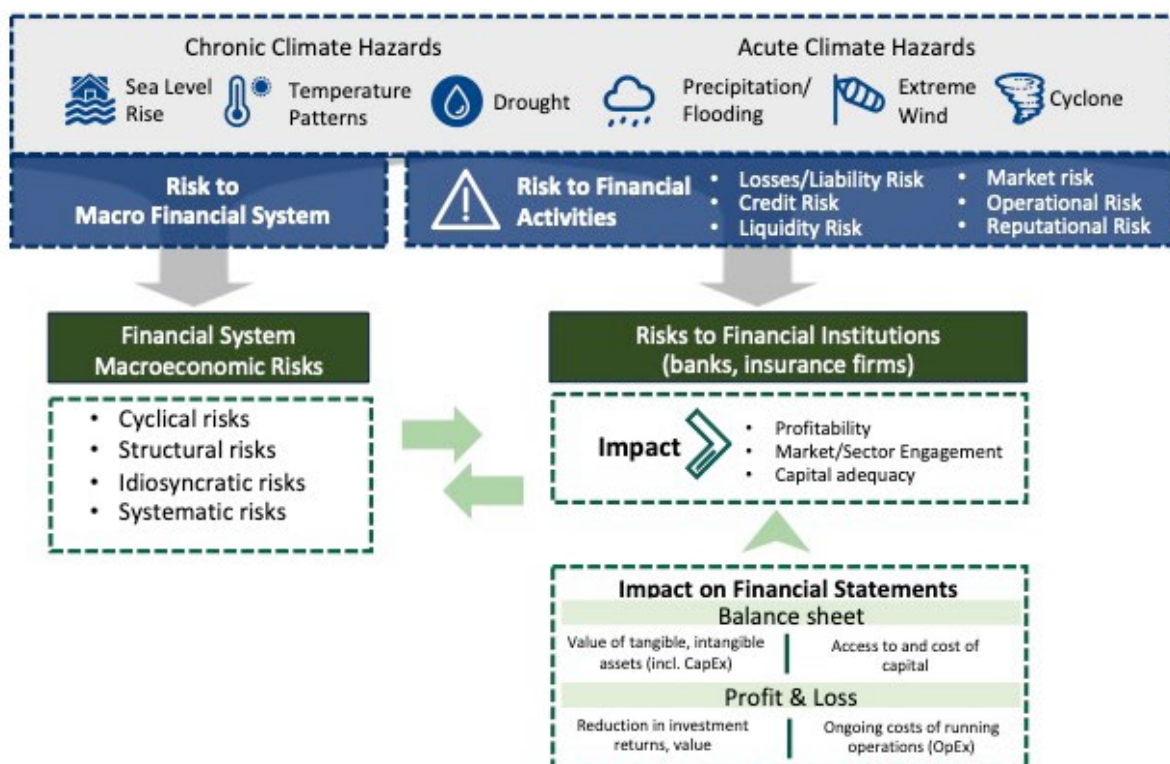 Chronic Climate Hazards
Acute Climate Hazards
Sea Level
Rise
Temperature
Patterns
Drought
Precipitation/
Flooding
Extreme
Wind
Cyclone
Risk to
Macro Financial System
Risk to Financial
Activities
• Losses/Liability Risk
• Credit Risk
• Liquidity Risk
• Market risk
• Operational Risk
• Reputational Risk
Financial System
Macroeconomic Risks
• Cyclical risks
• Structural risks
• Idiosyncratic risks
• Systematic risks
Risks to Financial Institutions
(banks, insurance firms)
Impact
• Profitability
• Market/Sector Engagement
• Capital adequacy
Impact on Financial Statements
Balance sheet
Value of tangible, intangible
assets (incl. CapEx)
Access to and cost of
capital
Profit & Loss
Reduction in investment
returns, value
Ongoing costs of running
operations (OpEx)